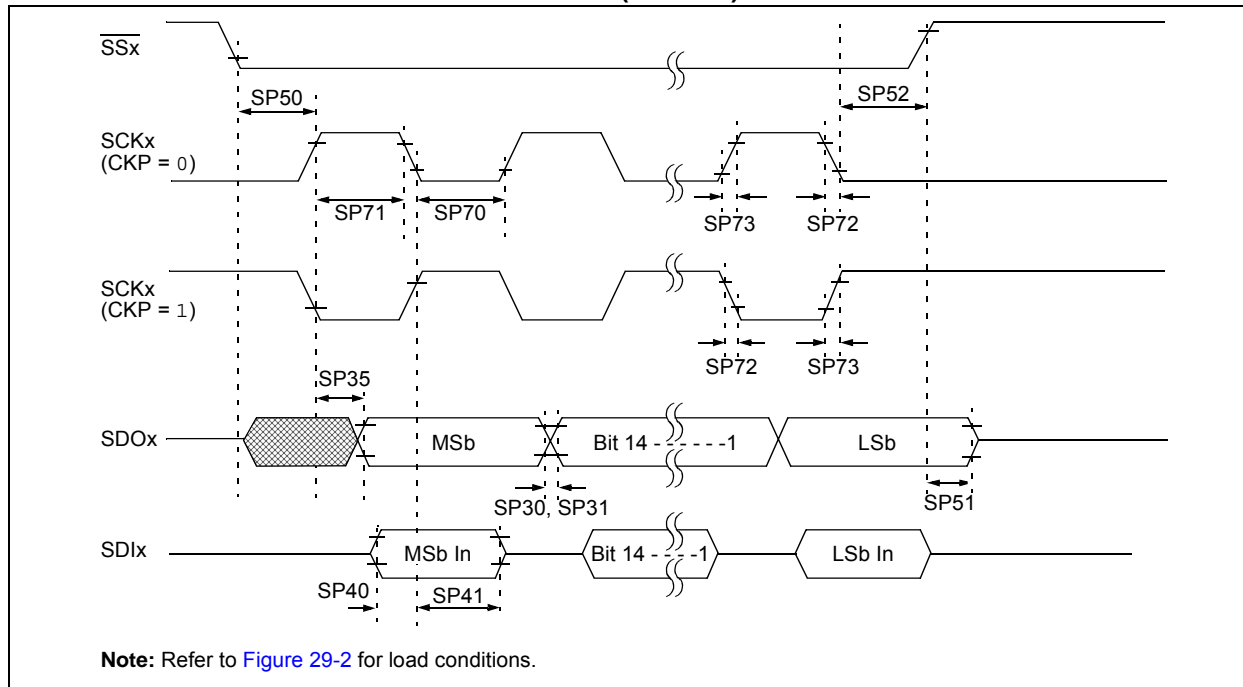 SSx
SP50
SP52
SCKx
(CKP = 0)
SP71
SP70
SP73
SP72
SCKx
(CKP = 1)
SP72
SP73
SP35
SDOx
MSb
Bit 14 - - - - - -1
LSb
SP30, SP31
SP51
SDIx
MSb In
Bit 14 - - - -1
LSb In
SP40
SP41
Note: Refer to Figure 29-2 for load conditions.